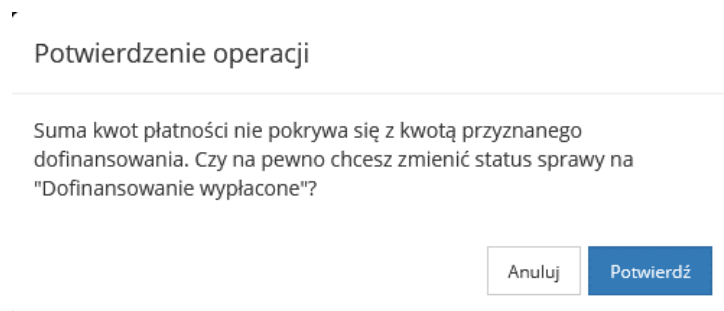 Potwierdzenie operacji
Suma kwot płatności nie pokrywa się z kwotą przyznanego
dofinansowania. Czy na pewno chcesz zmienić status sprawy na
"Dofinansowanie wypłacone"?
Anuluj
Potwierdź